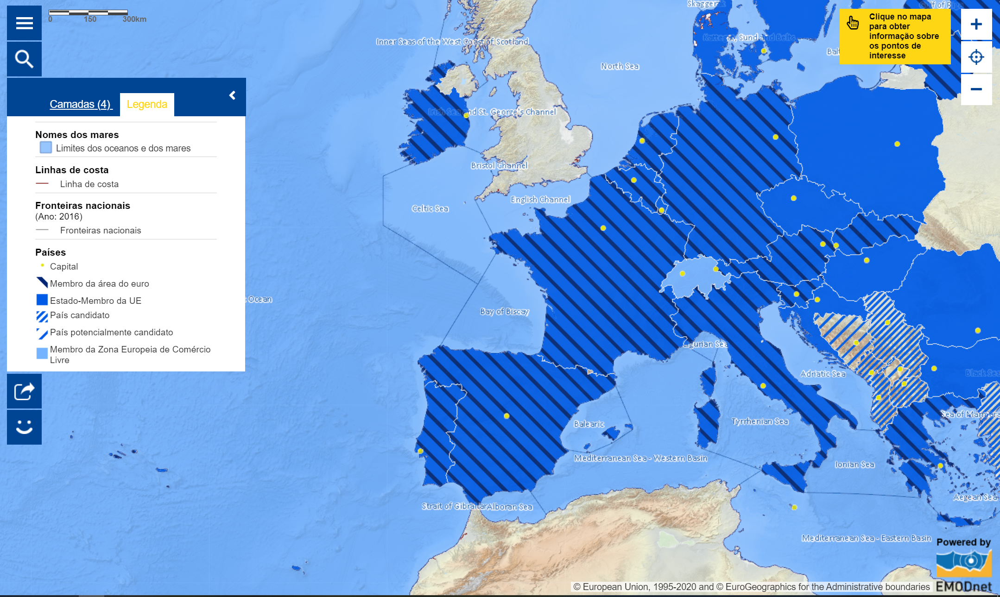 0 150 300km
Camadas (4)
Legenda
Nomes dos mares
Limites dos oceanos e dos mares
Linhas de costa
Linha de costa
Fronteiras nacionais
(Ano: 2016)
Fronteiras nacionais
Países
Capital
Membro da área do euro
Estado-Membro da UE
País candidato
País potencialmente candidato
Membro da Zona Europeia de Comércio
Livre
Clique no mapa
para obter
informação sobre
os pontos de
interesse
Skaggerak
Gulf of Riga
Inner Seas of the West Coast of Scotland
Kattegat, Sund and Belts
North Sea
Irish Sea and St. George's Channel
Bristol Channel
English Channel
Celtic Sea
Ocean
Bay of Biscay
Ligurian Sea
Adriatic Sea
Black Sea
Sea of Marmara
Balearic
Tyrrhenian Sea
Mediterranean Sea - Western Basin
Ionian Sea
Aegean Sea
Strait of Gibraltar
Alboran Sea
Mediterranean Sea - Eastern Basin
Powered by
EMODnet
© European Union, 1995-2020 and © EuroGeographics for the Administrative boundaries